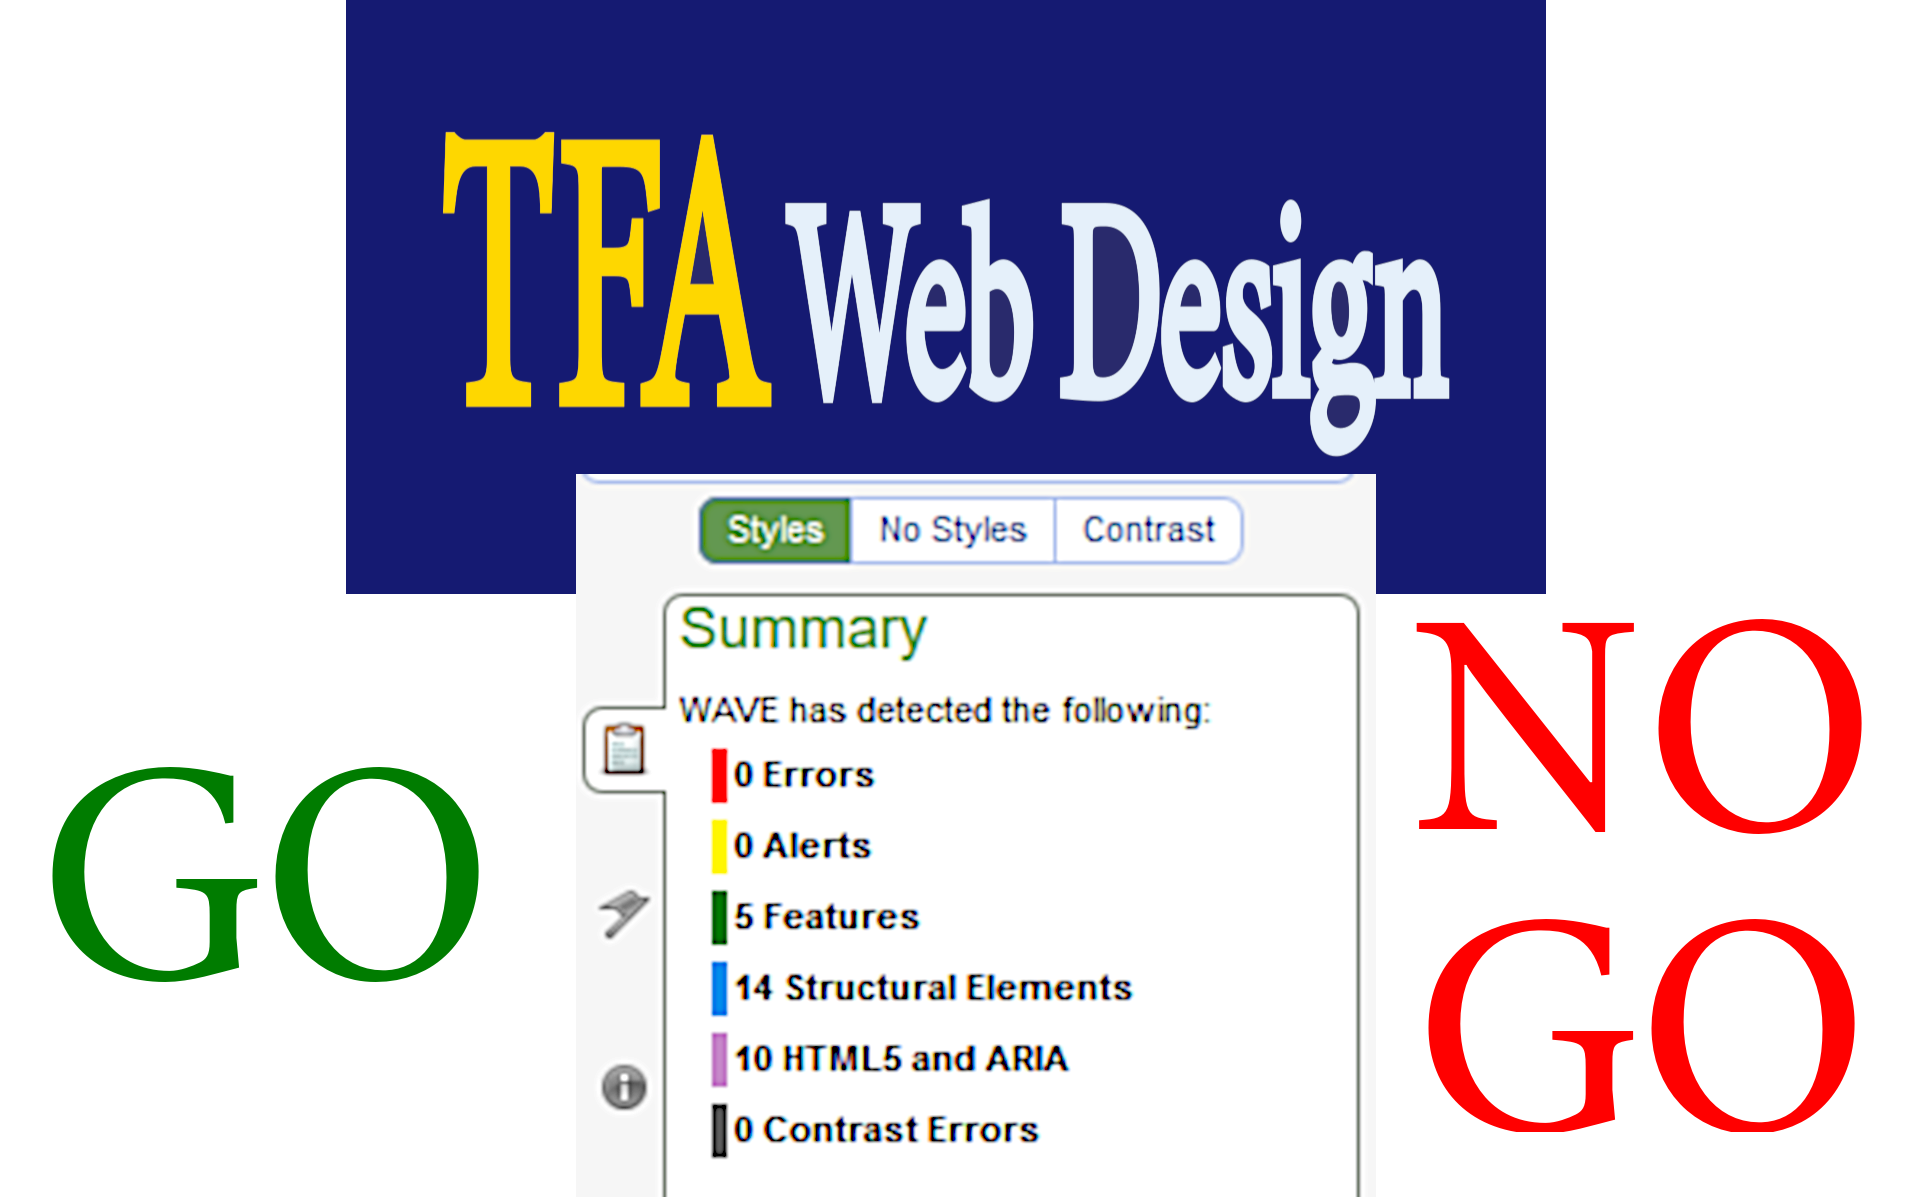 TFA Web Design
Styles No Styles Contrast
Summary
WAVE has detected the following:
0 Errors
0 Alerts
5 Features
14 Structural Elements
10 HTML5 and ARIA
0 Contrast Errors
GO
NO
GO